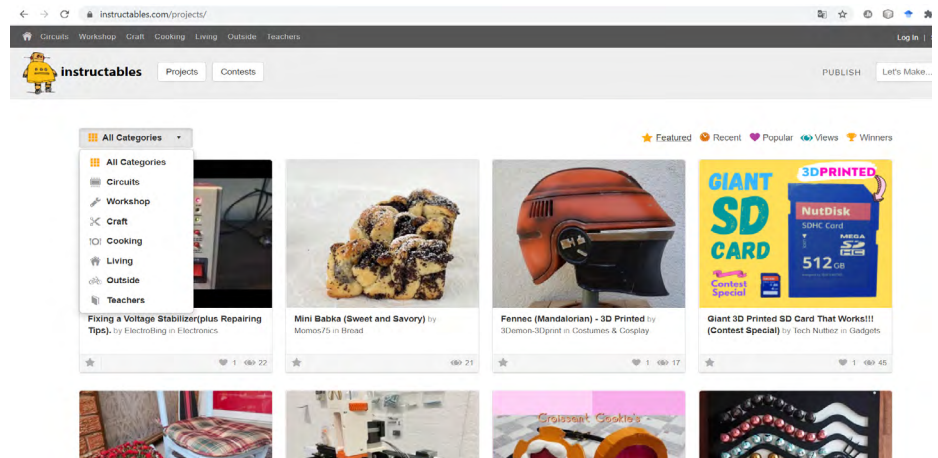 instructables.com/projects/
Circuits Workshop Craft Cooking Living Outside Teachers
Log In |
instructables Projects Contests
PUBLISH Let's Make...
All Categories
Featured Recent Popular Views Winners
All Categories
Circuits
Workshop
Craft
Cooking
Living
Outside
Teachers
GIANT
SD
CARD
3DPRINTED
NutDisk
SDHC Card
MEGA
512 GB
Contest
Special
Fixing a Voltage Stabilizer(plus Repairing
Tips). by ElectroBing in Electronics
1 22
Mini Babka (Sweet and Savory) by
Momos75 in Bread
21
Fennec (Mandalorian) - 3D Printed by
3Demon-3Dprint in Costumes & Cosplay
1 17
Giant 3D Printed SD Card That Works!!!
(Contest Special) by Tech Nuttiez in Gadgets
1 45
Croissant Cookie's